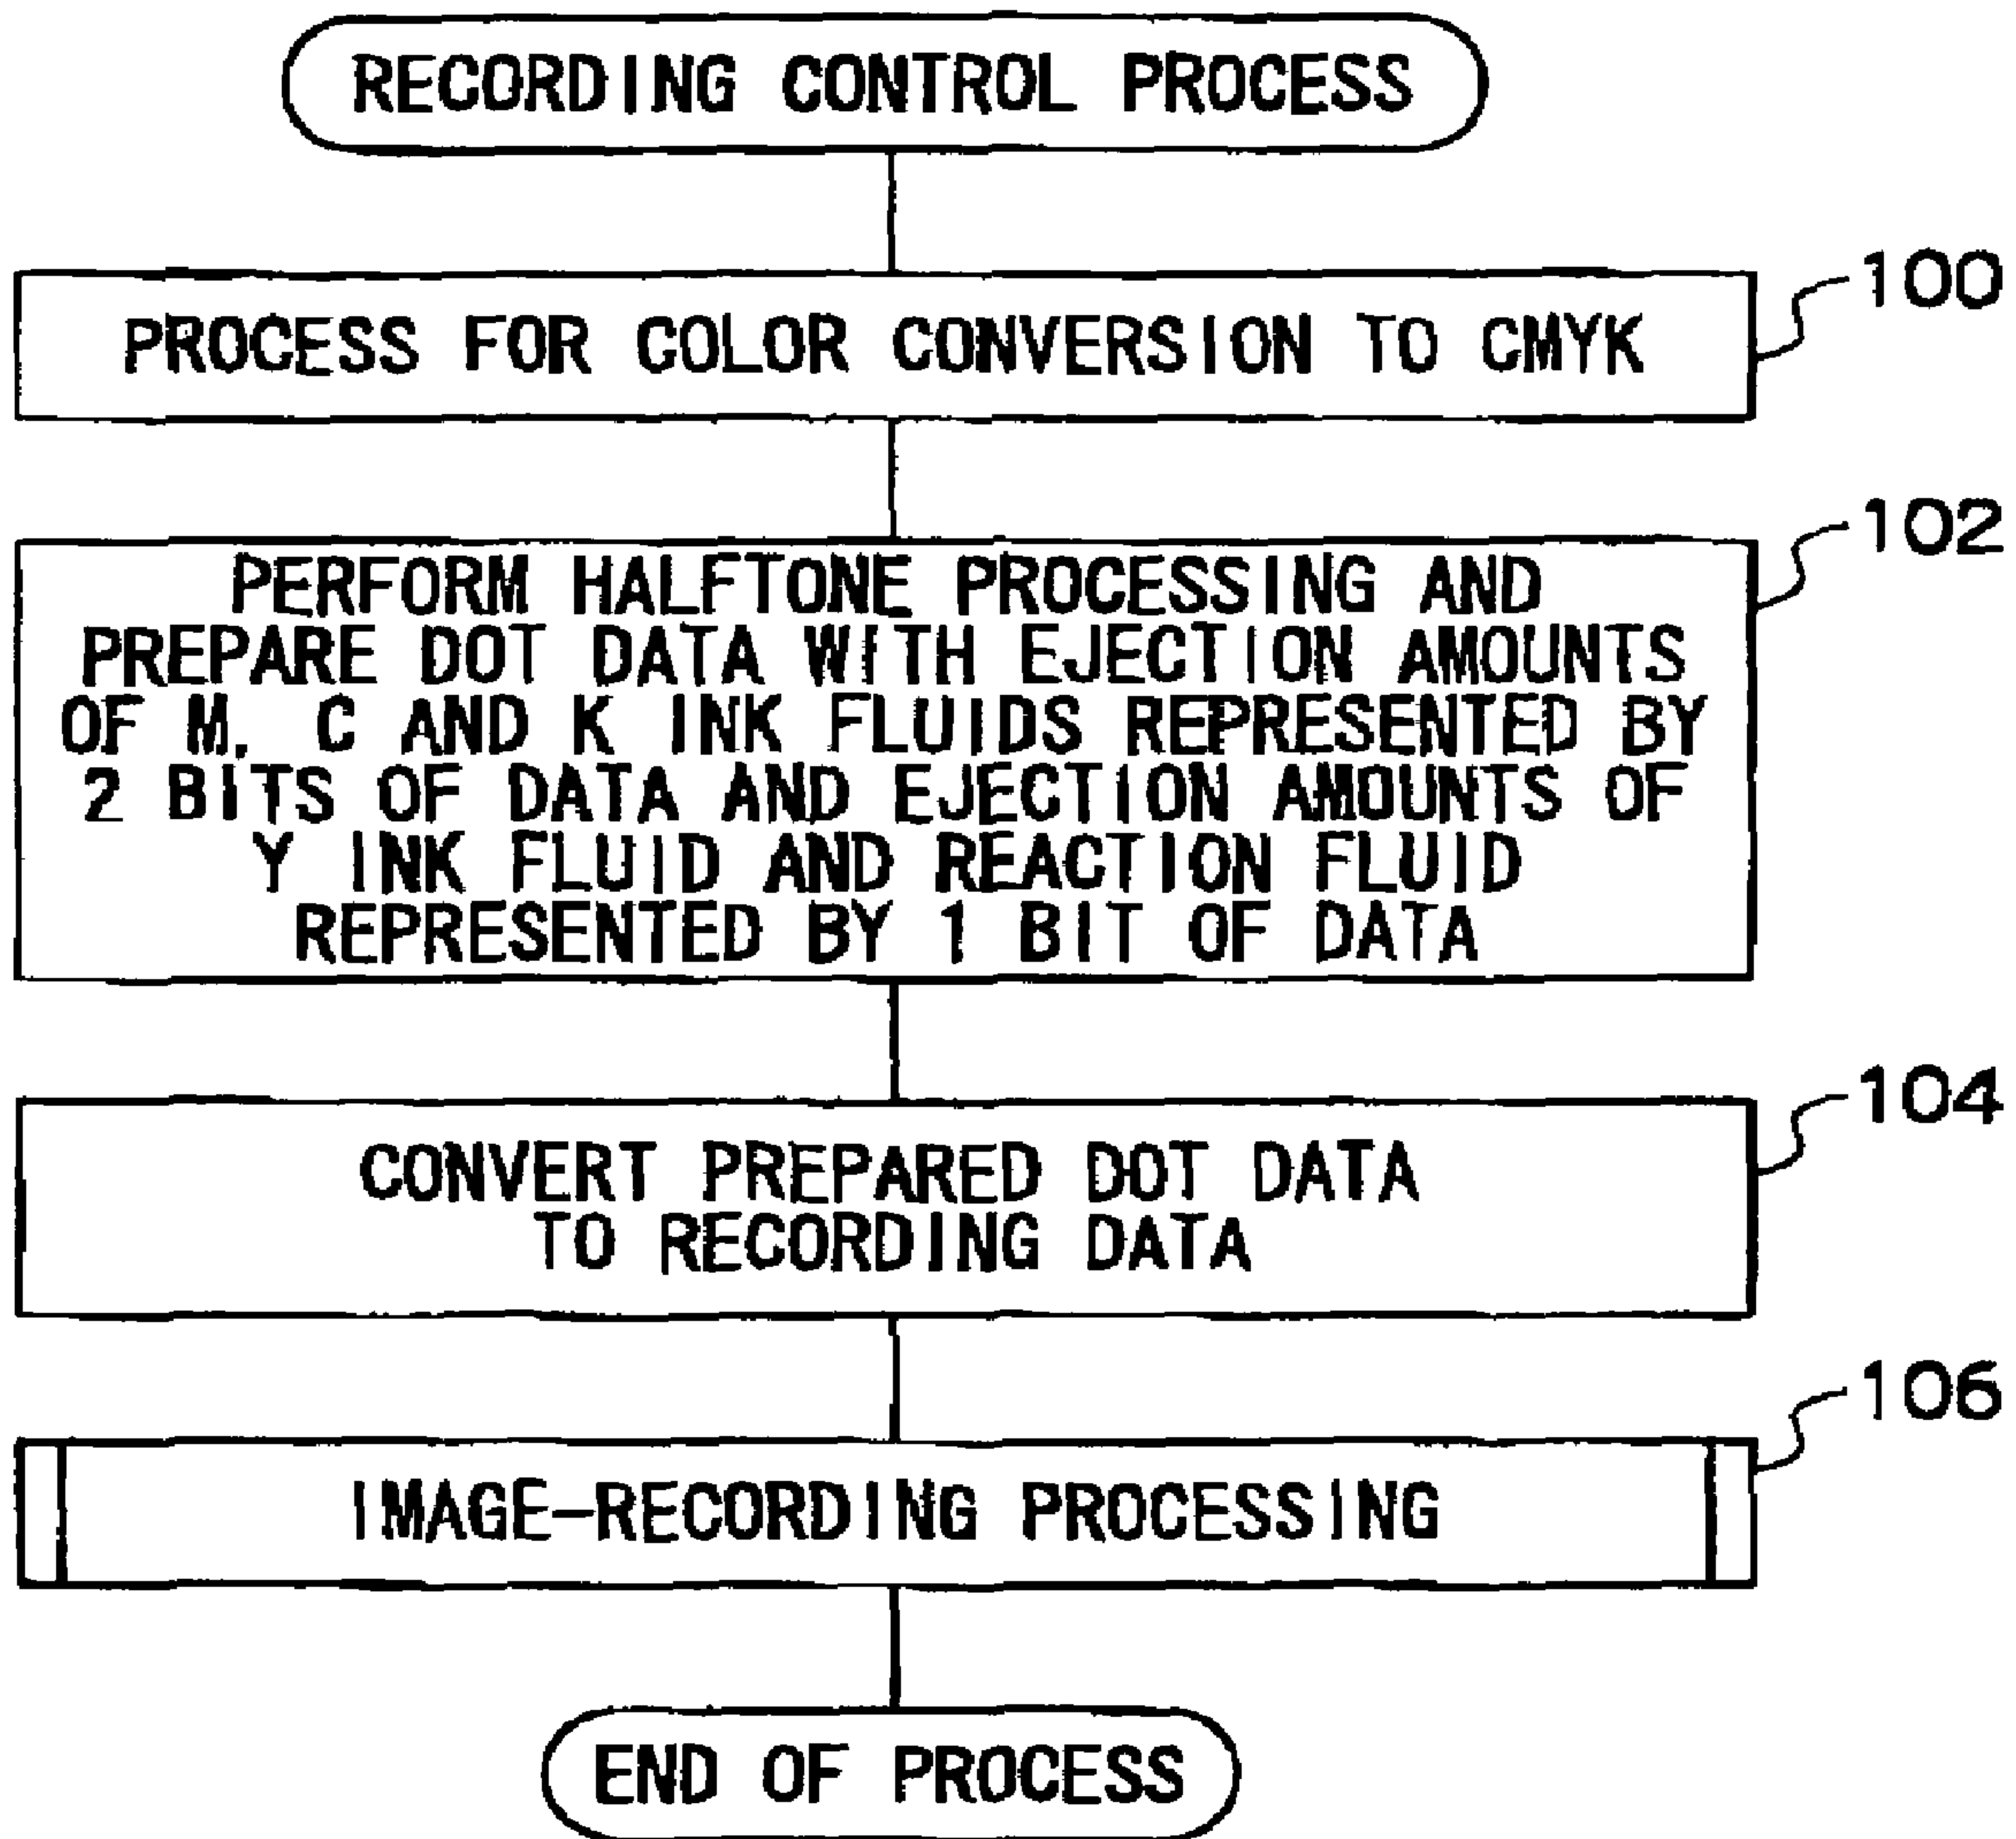 RECORDING CONTROL PROCESS
100
PROCESS FOR COLOR CONVERSION TO CMYK
102
PERFORM HALFTONE PROCESSING AND
PREPARE DOT DATA WITH EJECTION AMOUNTS
OF M, C AND K INK FLUIDS REPRESENTED BY
2 BITS OF DATA AND EJECTION AMOUNTS OF
Y INK FLUID AND REACTION FLUID
REPRESENTED BY 1 BIT OF DATA
104
CONVERT PREPARED DOT DATA
TO RECORDING DATA
106
IMAGE-RECORDING PROCESSING
END OF PROCESS